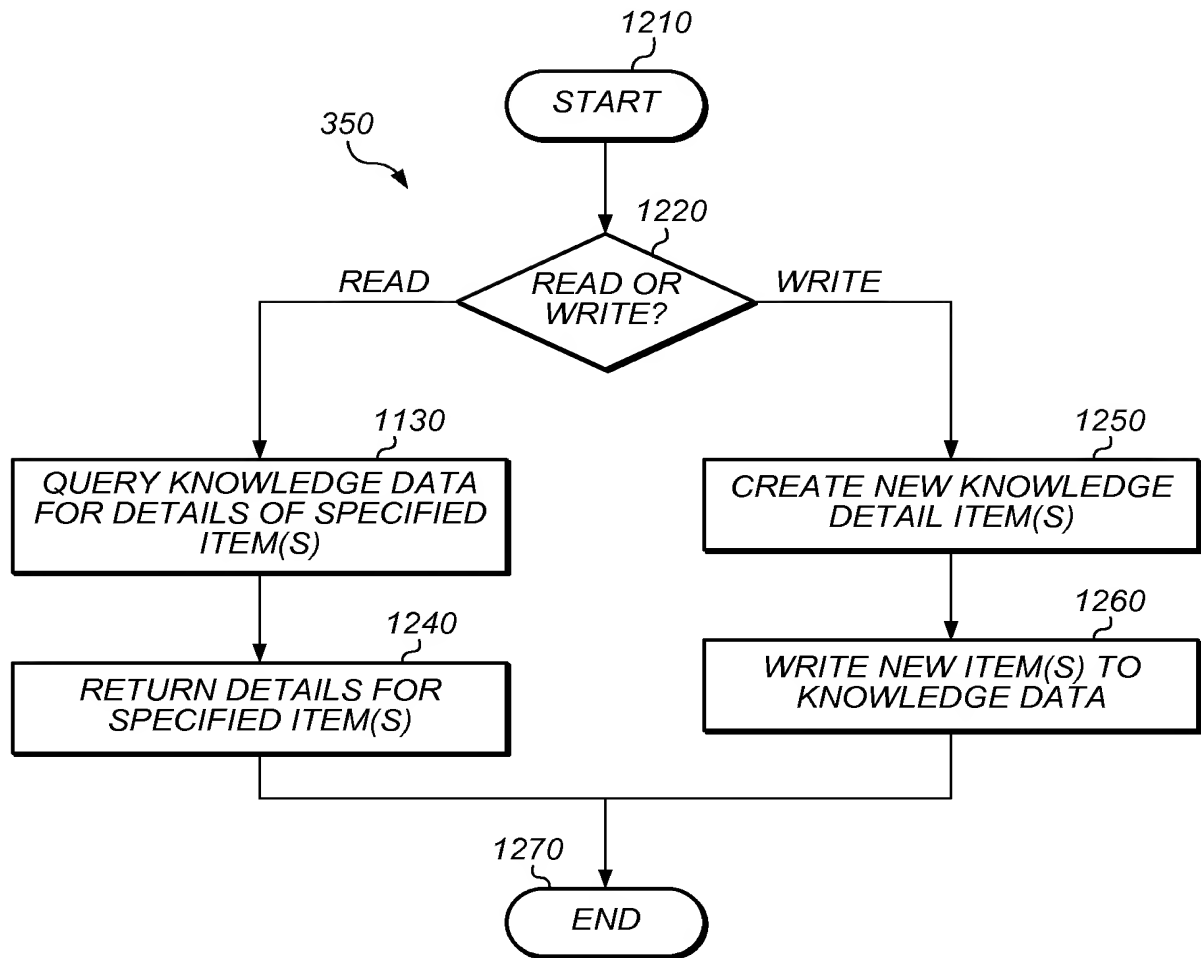 1210
START
350
1220
READ
READ OR
WRITE?
WRITE
1130
QUERY KNOWLEDGE DATA
FOR DETAILS OF SPECIFIED
ITEM(S)
1250
CREATE NEW KNOWLEDGE
DETAIL ITEM(S)
1240
RETURN DETAILS FOR
SPECIFIED ITEM(S)
1260
WRITE NEW ITEM(S) TO
KNOWLEDGE DATA
1270
END